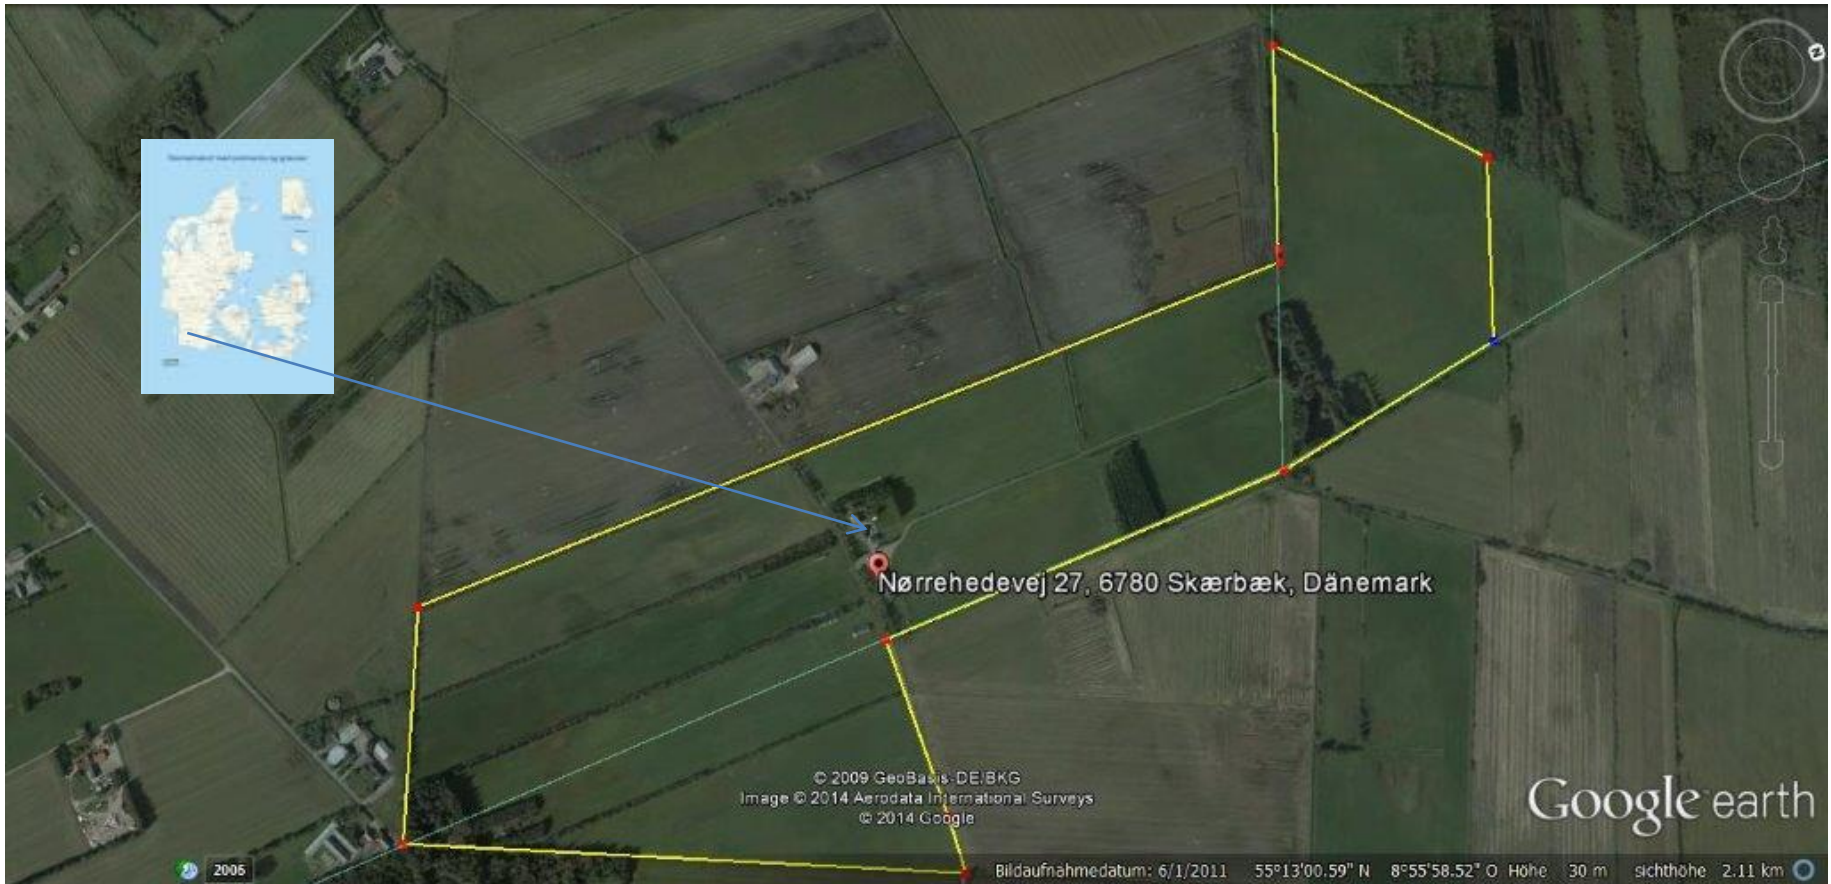 Nørrehedevej 27, 6780 Skærbæk, Dänemark
© 2009 GeoBasis-DE/BKG
Image © 2014 Aerodata International Surveys
© 2014 Google
Google earth
2005
Bildaufnahmedatum: 6/1/2011 55°13'00.59" N 8°55'58.52" O Höhe 30 m sichthöhe 2.11 km